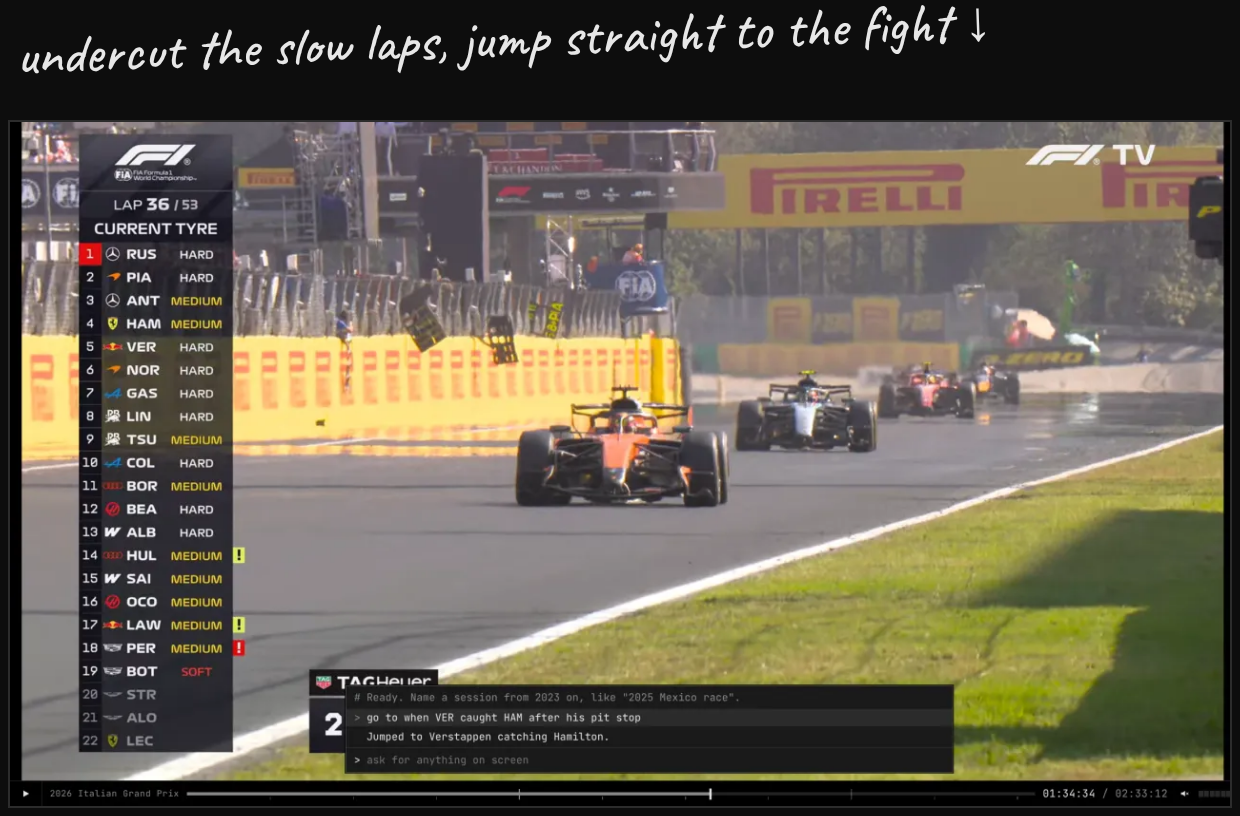 undercut the slow laps, jump straight to the fight ↓
F1 TV
F1
FIA FIA Formula 1
World Championship
LAP 36 / 53
CURRENT TYRE
1 RUS HARD
2 PIA HARD
3 ANT MEDIUM
4 HAM MEDIUM
5 VER HARD
6 NOR HARD
7 GAS HARD
8 LIN HARD
9 TSU MEDIUM
10 COL HARD
11 BOR MEDIUM
12 BEA HARD
13 ALB HARD
14 HUL MEDIUM !
15 SAI MEDIUM
16 OCO MEDIUM
17 LAW MEDIUM !
18 PER MEDIUM !
19 BOT SOFT
20 STR
21 ALO
22 LEC
PIRELLI
PIRELLI
FIA
TAGHeuer
2
# Ready. Name a session from 2023 on, like "2025 Mexico race".
> go to when VER caught HAM after his pit stop
Jumped to Verstappen catching Hamilton.
> ask for anything on screen
2026 Italian Grand Prix 01:34:34 / 02:33:12